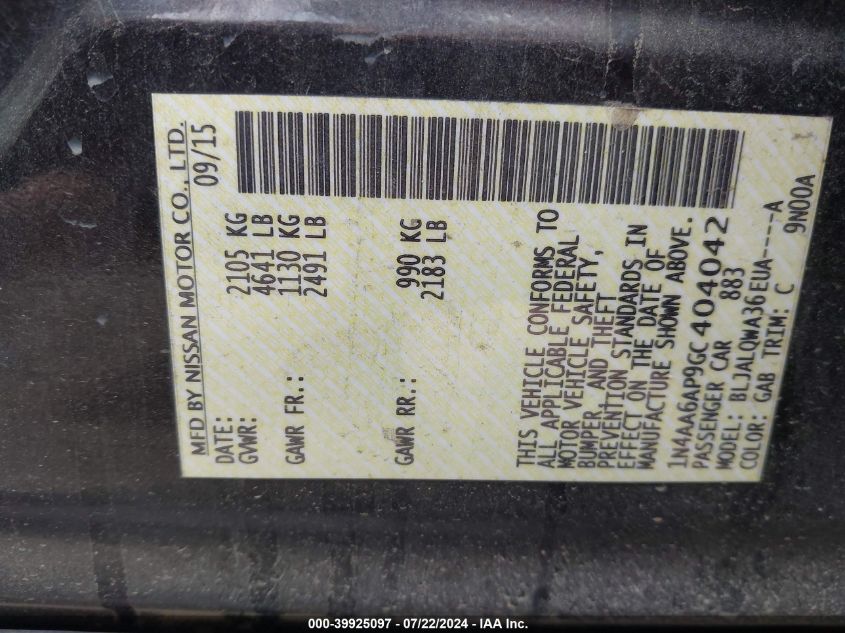 MFD BY NISSAN MOTOR CO., LTD.
DATE: 09/15
GVWR: 2105 KG
4641 LB
GAWR FR.: 1130 KG
2491 LB
GAWR RR.: 990 KG
2183 LB
THIS VEHICLE CONFORMS TO
ALL APPLICABLE FEDERAL
MOTOR VEHICLE SAFETY,
BUMPER, AND THEFT
PREVENTION STANDARDS IN
EFFECT ON THE DATE OF
MANUFACTURE SHOWN ABOVE.
1N4AA6AP9GC404042
PASSENGER CAR 883
MODEL: BLJALQWA36EUA----A
COLOR: GAB TRIM: C 9N00A
000-39925097 - 07/22/2024 - IAA Inc.